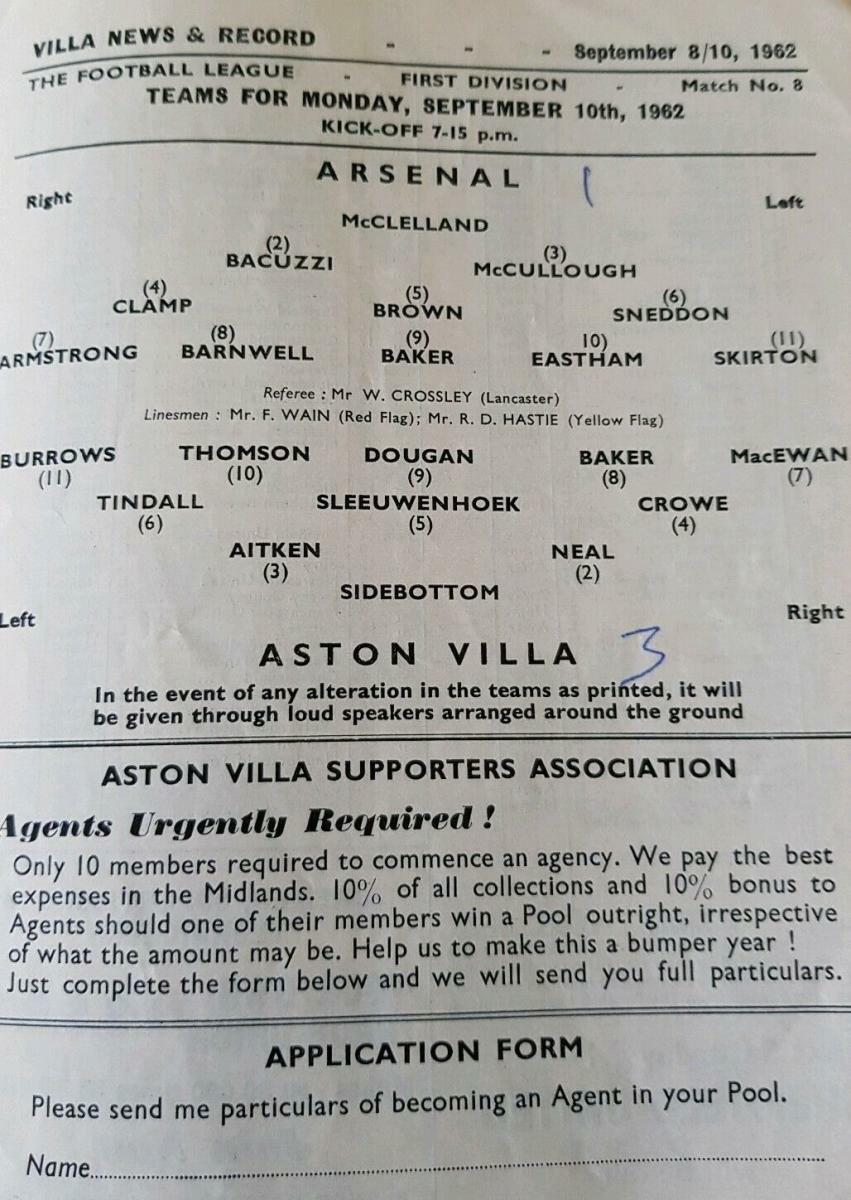 VILLA NEWS & RECORD - - - September 8/10, 1962
THE FOOTBALL LEAGUE - FIRST DIVISION - Match No. 8
TEAMS FOR MONDAY, SEPTEMBER 10th, 1962
KICK-OFF 7-15 p.m.
ARSENAL 1
Right Left
McCLELLAND
(2) (3)
BACUZZI McCULLOUGH
(4) (5) (6)
CLAMP BROWN SNEDDON
(7) (8) (9) 10) (11)
ARMSTRONG BARNWELL BAKER EASTHAM SKIRTON
Referee : Mr W. CROSSLEY (Lancaster)
Linesmen : Mr. F. WAIN (Red Flag); Mr. R. D. HASTIE (Yellow Flag)
BURROWS THOMSON DOUGAN BAKER MacEWAN
(11) (10) (9) (8) (7)
TINDALL SLEEUWENHOEK CROWE
(6) (5) (4)
AITKEN NEAL
(3) (2)
SIDEBOTTOM
Left Right
ASTON VILLA 3
In the event of any alteration in the teams as printed, it will
be given through loud speakers arranged around the ground
ASTON VILLA SUPPORTERS ASSOCIATION
Agents Urgently Required !
Only 10 members required to commence an agency. We pay the best
expenses in the Midlands. 10% of all collections and 10% bonus to
Agents should one of their members win a Pool outright, irrespective
of what the amount may be. Help us to make this a bumper year !
Just complete the form below and we will send you full particulars.
APPLICATION FORM
Please send me particulars of becoming an Agent in your Pool.
Name